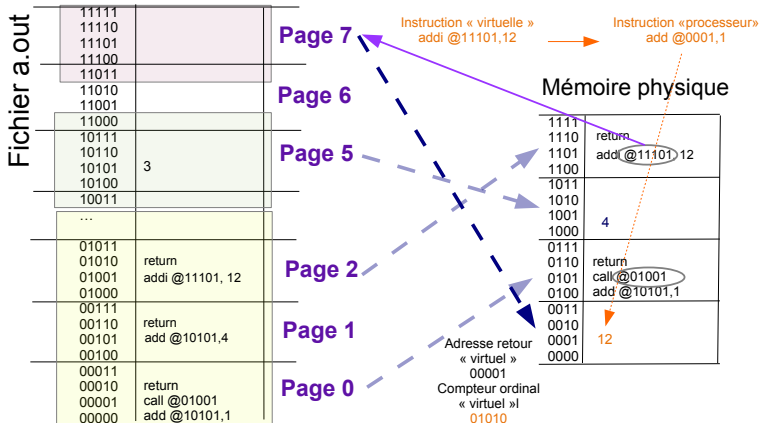 Fichier a.out
11111
11110
11101
11100
Page 7
11011
11010
11001
11000
Page 6
10111
10110
10101 3
10100
Page 5
10011
...
01011
01010 return
01001 addi @11101, 12
01000
Page 2
00111
00110 return
00101 add @10101,4
00100
Page 1
00011
00010 return
00001 call @01001
00000 add @10101,1
Page 0
Instruction « virtuelle »
addi @11101,12
Instruction «processeur»
add @0001,1
Mémoire physique
1111
1110 return
1101 addi @11101 12
1100
1011
1010
1001 4
1000
0111
0110 return
0101 call @01001
0100 add @10101,1
0011
0010
0001 12
0000
Adresse retour
« virtuel »
00001
Compteur ordinal
« virtuel »l
01010